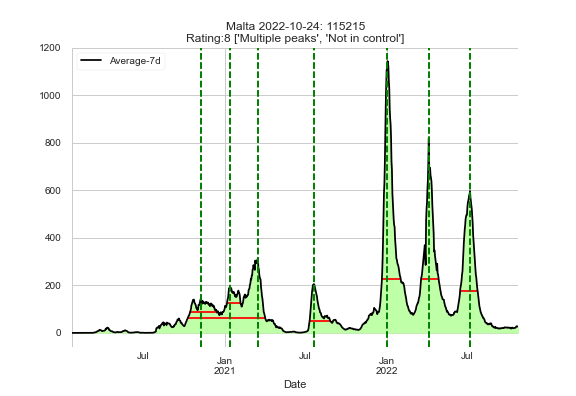 Malta 2022-10-24: 115215
Rating:8 ['Multiple peaks', 'Not in control']
Average-7d
1200
1000
800
600
400
200
0
Jul
Jan
2021
Jul
Jan
2022
Jul
Date